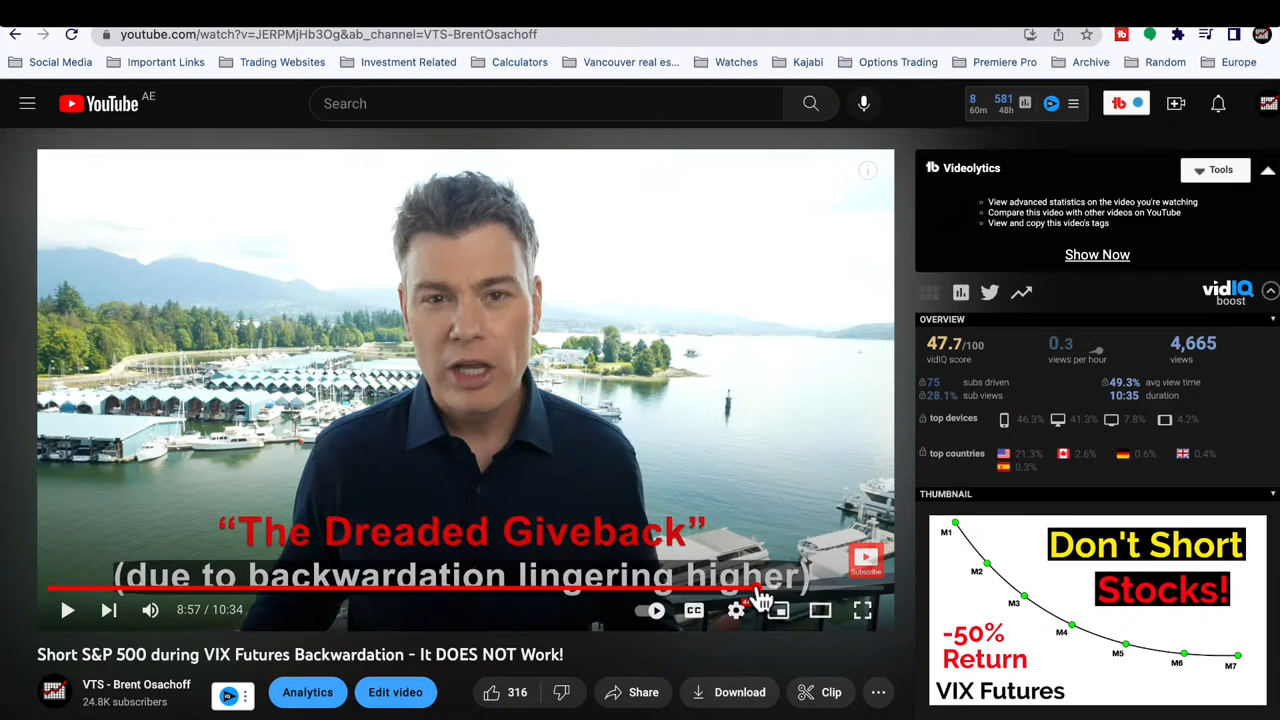 youtube.com/watch?v=JERPMjHb3Og&ab_channel=VTS-BrentOsachoff
Social Media Important Links Trading Websites Investment Related Calculators Vancouver real es... Watches Kajabi Options Trading Premiere Pro Archive Random Europe
YouTube AE
Search
8 581
60m 48h
tb
tb Videolytics
Tools
View advanced statistics on the video you're watching
Compare this video with other videos on YouTube
View and copy this video's tags
Show Now
vidIQ
boost
OVERVIEW
47.7/100 0.3 4,665
vidIQ score views per hour views
75 subs driven 49.3% avg view time
28.1% sub views 10:35 duration
top devices 46.3% 41.3% 7.8% 4.2%
top countries 21.3% 2.6% 0.6% 0.4%
0.3%
THUMBNAIL
M1
M2
M3
M4
M5
M6
M7
Don't Short
Stocks!
-50%
Return
VIX Futures
“The Dreaded Giveback”
(due to backwardation lingering higher)
Subscribe
8:57 / 10:34
CC
Short S&P 500 during VIX Futures Backwardation - It DOES NOT Work!
VTS - Brent Osachoff
24.8K subscribers
Analytics
Edit video
316
Share
Download
Clip